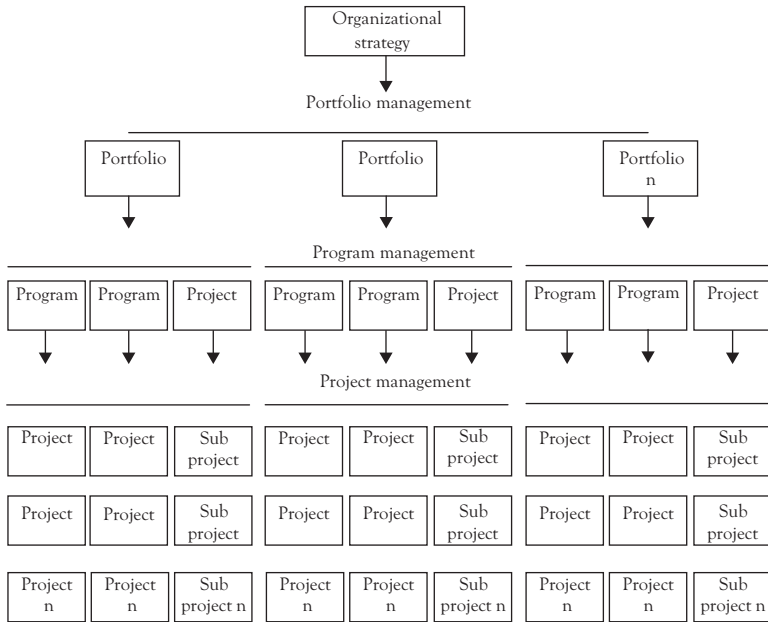 Organizational
strategy
Portfolio management
Portfolio
Portfolio
Portfolio
n
Program management
Program
Program
Project
Program
Program
Project
Program
Program
Project
Project management
Project
Project
Sub
project
Project
Project
Sub
project
Project
Project
Sub
project
Project
Project
Sub
project
Project
Project
Sub
project
Project
Project
Sub
project
Project
n
Project
n
Sub
project n
Project
n
Project
n
Sub
project n
Project
n
Project
n
Sub
project n